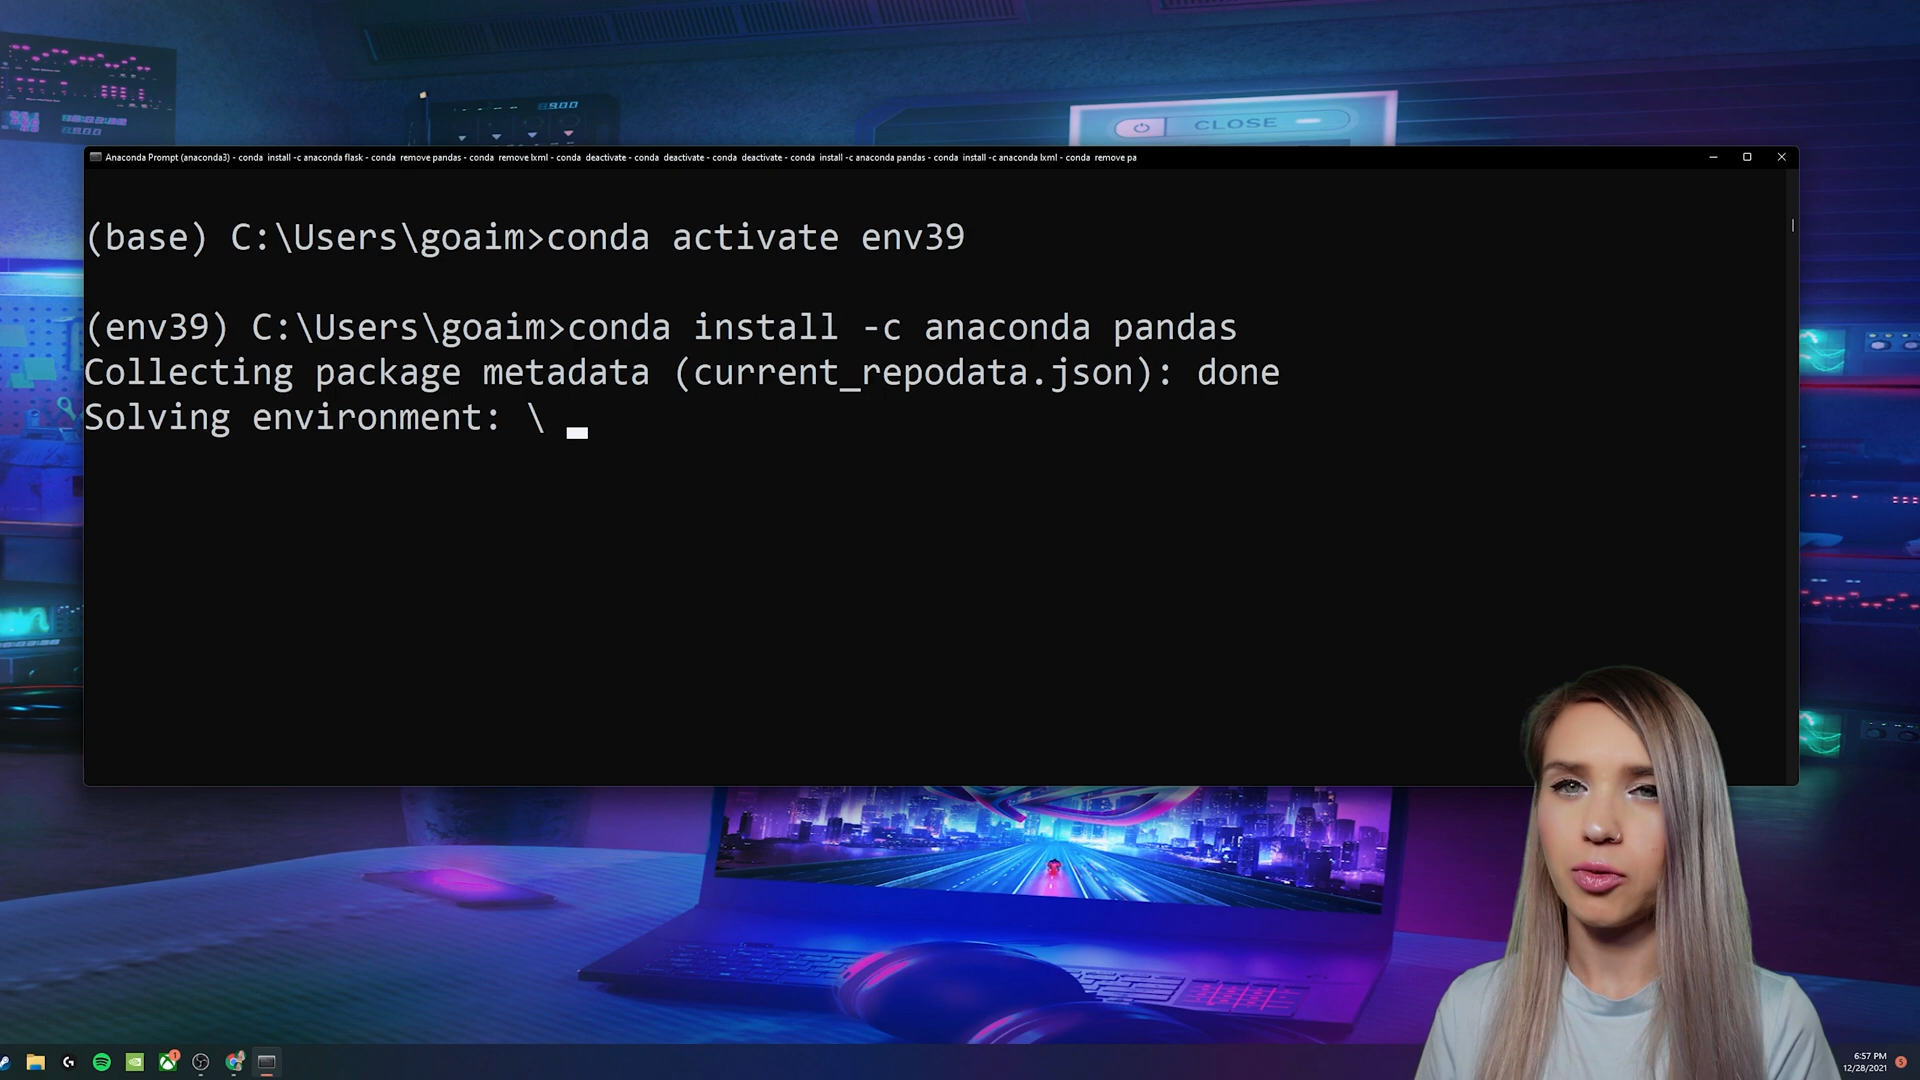 CLOSE
Anaconda Prompt (anaconda3) - conda install -c anaconda flask - conda remove pandas - conda remove lxml - conda deactivate - conda deactivate - conda deactivate - conda install -c anaconda pandas - conda install -c anaconda lxml - conda remove pa
(base) C:\Users\goaim>conda activate env39
(env39) C:\Users\goaim>conda install -c anaconda pandas
Collecting package metadata (current_repodata.json): done
Solving environment: \
6:57 PM
12/28/2021
5